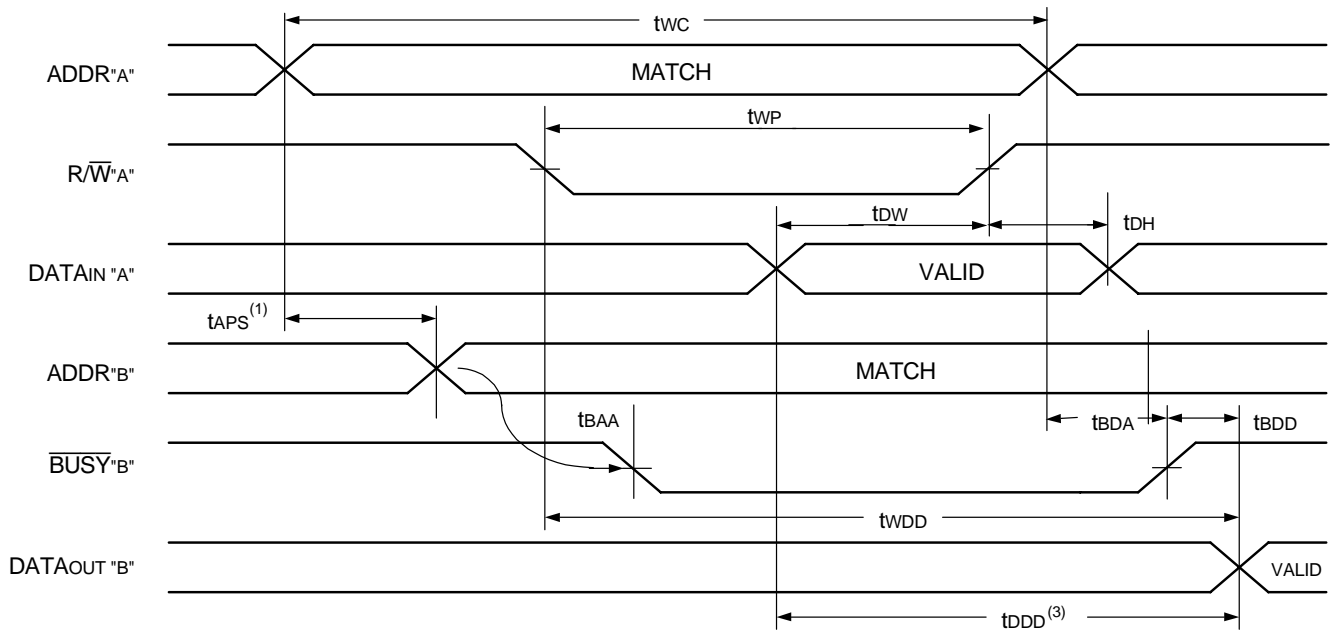 tWC
ADDR"A" MATCH
tWP
R/W"A"
tDW tDH
DATAIN "A" VALID
tAPS(1)
ADDR"B" MATCH
tBAA tBDA tBDD
BUSY"B"
tWDD
DATAOUT "B" VALID
tDDD(3)